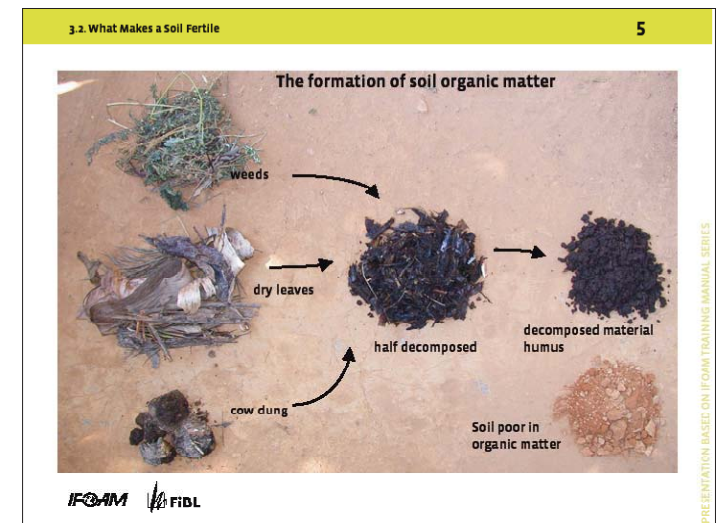 3.2. What Makes a Soil Fertile
5
The formation of soil organic matter
weeds
dry leaves
cow dung
half decomposed
decomposed material
humus
Soil poor in
organic matter
IFOAM
FiBL
PRESENTATION BASED ON IFOAM TRAINING MANUAL SERIES